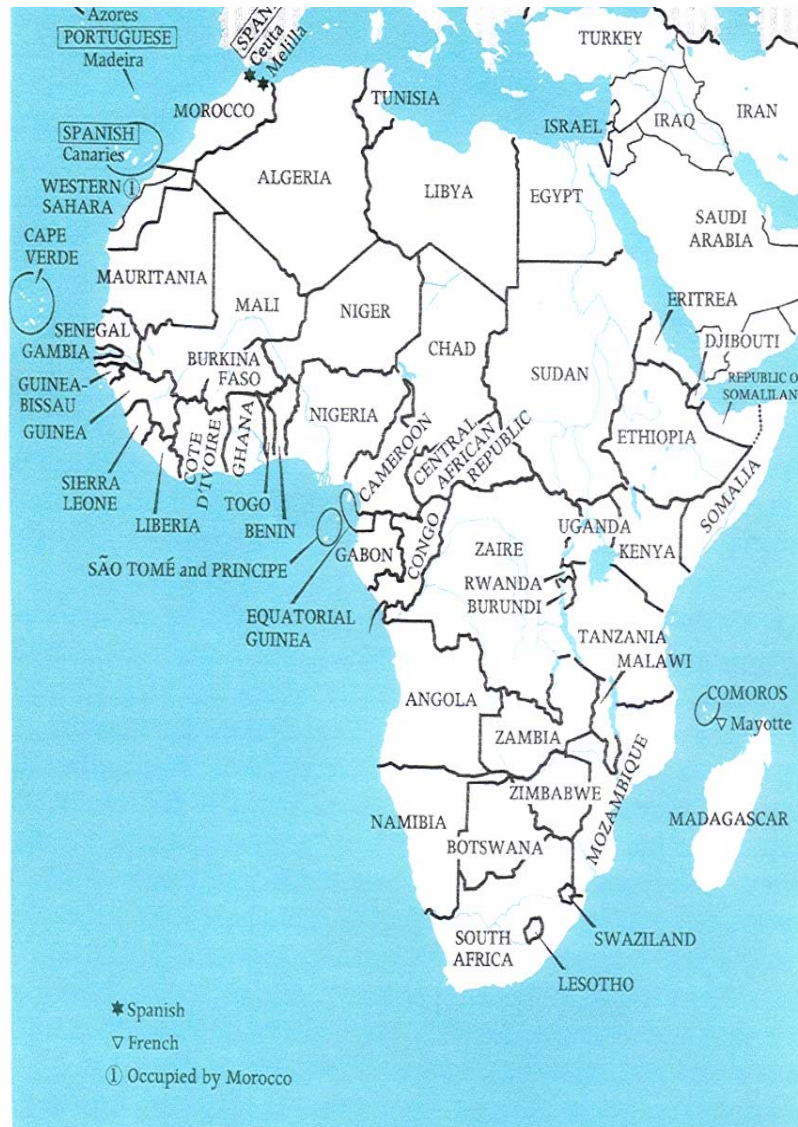 Azores
PORTUGUESE
Madeira
SPAN
Ceuta
Melilla
TURKEY
MOROCCO
TUNISIA
ISRAEL
IRAQ
IRAN
SPANISH
Canaries
ALGERIA
LIBYA
EGYPT
WESTERN ①
SAHARA
SAUDI
ARABIA
CAPE
VERDE
MAURITANIA
MALI
NIGER
CHAD
SUDAN
ERITREA
SENEGAL
GAMBIA
BURKINA
FASO
DJIBOUTI
GUINEA-
BISSAU
GUINEA
NIGERIA
REPUBLIC O
SOMALILAN
ETHIOPIA
COTE
D'IVOIRE
GHANA
CAMEROON
CENTRAL
AFRICAN
REPUBLIC
SOMALIA
SIERRA
LEONE
LIBERIA
TOGO
BENIN
UGANDA
KENYA
GABON
CONGO
ZAIRE
SÃO TOMÉ and PRINCIPE
RWANDA
BURUNDI
EQUATORIAL
GUINEA
TANZANIA
MALAWI
ANGOLA
COMOROS
▽ Mayotte
ZAMBIA
MOZAMBIQUE
ZIMBABWE
NAMIBIA
BOTSWANA
MADAGASCAR
SOUTH
AFRICA
SWAZILAND
LESOTHO
✶ Spanish
▽ French
① Occupied by Morocco